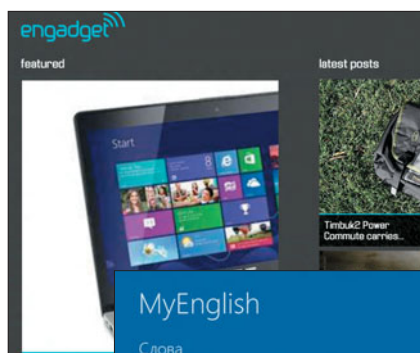 engadget
featured
latest posts
Start
Timbuk2 Power
Commute carries...
MyEnglish
Слова